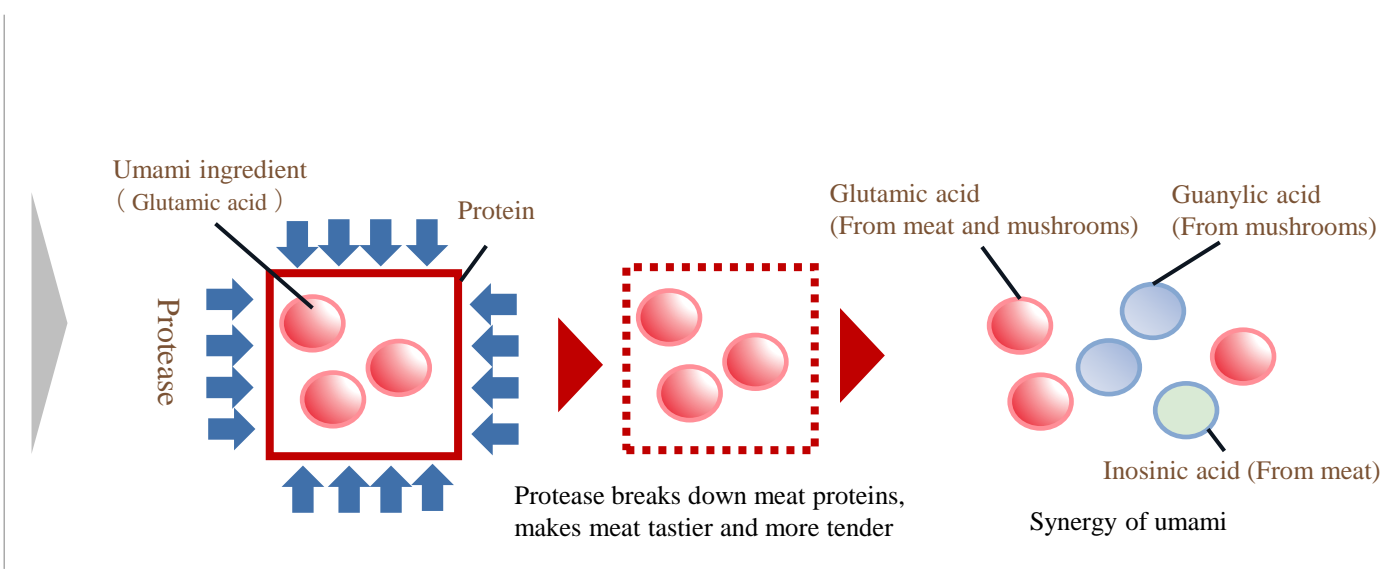 Umami ingredient
（ Glutamic acid ）
Protein
Protease
Protease breaks down meat proteins,
makes meat tastier and more tender
Glutamic acid
(From meat and mushrooms)
Guanylic acid
(From mushrooms)
Inosinic acid (From meat)
Synergy of umami